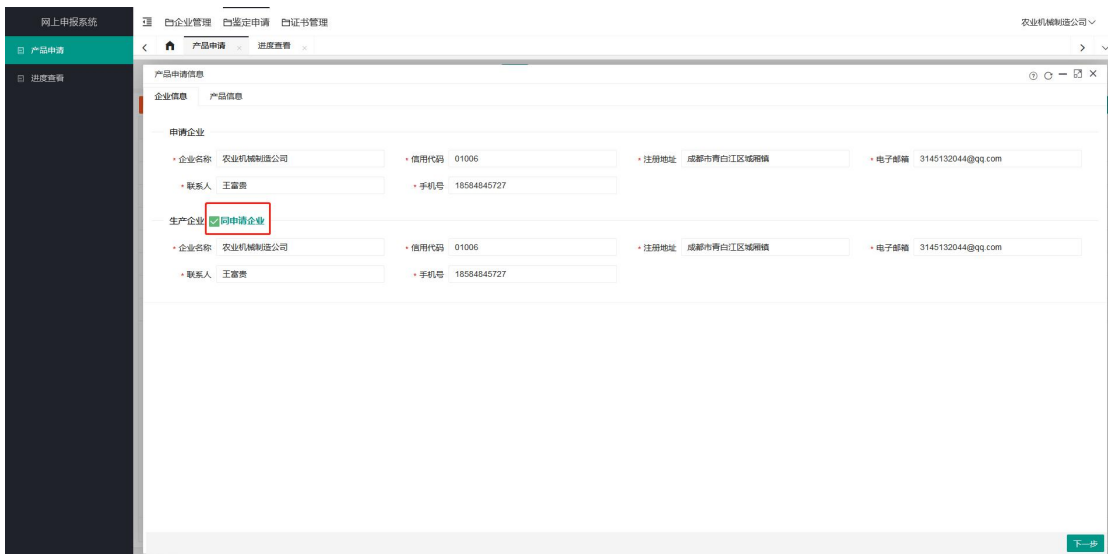 网上申报系统 企业管理 鉴定申请 证书管理 农业机械制造公司
产品申请 产品申请 进度查看
进度查看 产品申请信息
企业信息 产品信息
申请企业
* 企业名称 农业机械制造公司 * 信用代码 01006 * 注册地址 成都市青白江区城厢镇 * 电子邮箱 3145132044@qq.com
* 联系人 王富贵 * 手机号 18584845727
生产企业 同申请企业
* 企业名称 农业机械制造公司 * 信用代码 01006 * 注册地址 成都市青白江区城厢镇 * 电子邮箱 3145132044@qq.com
* 联系人 王富贵 * 手机号 18584845727
下一步